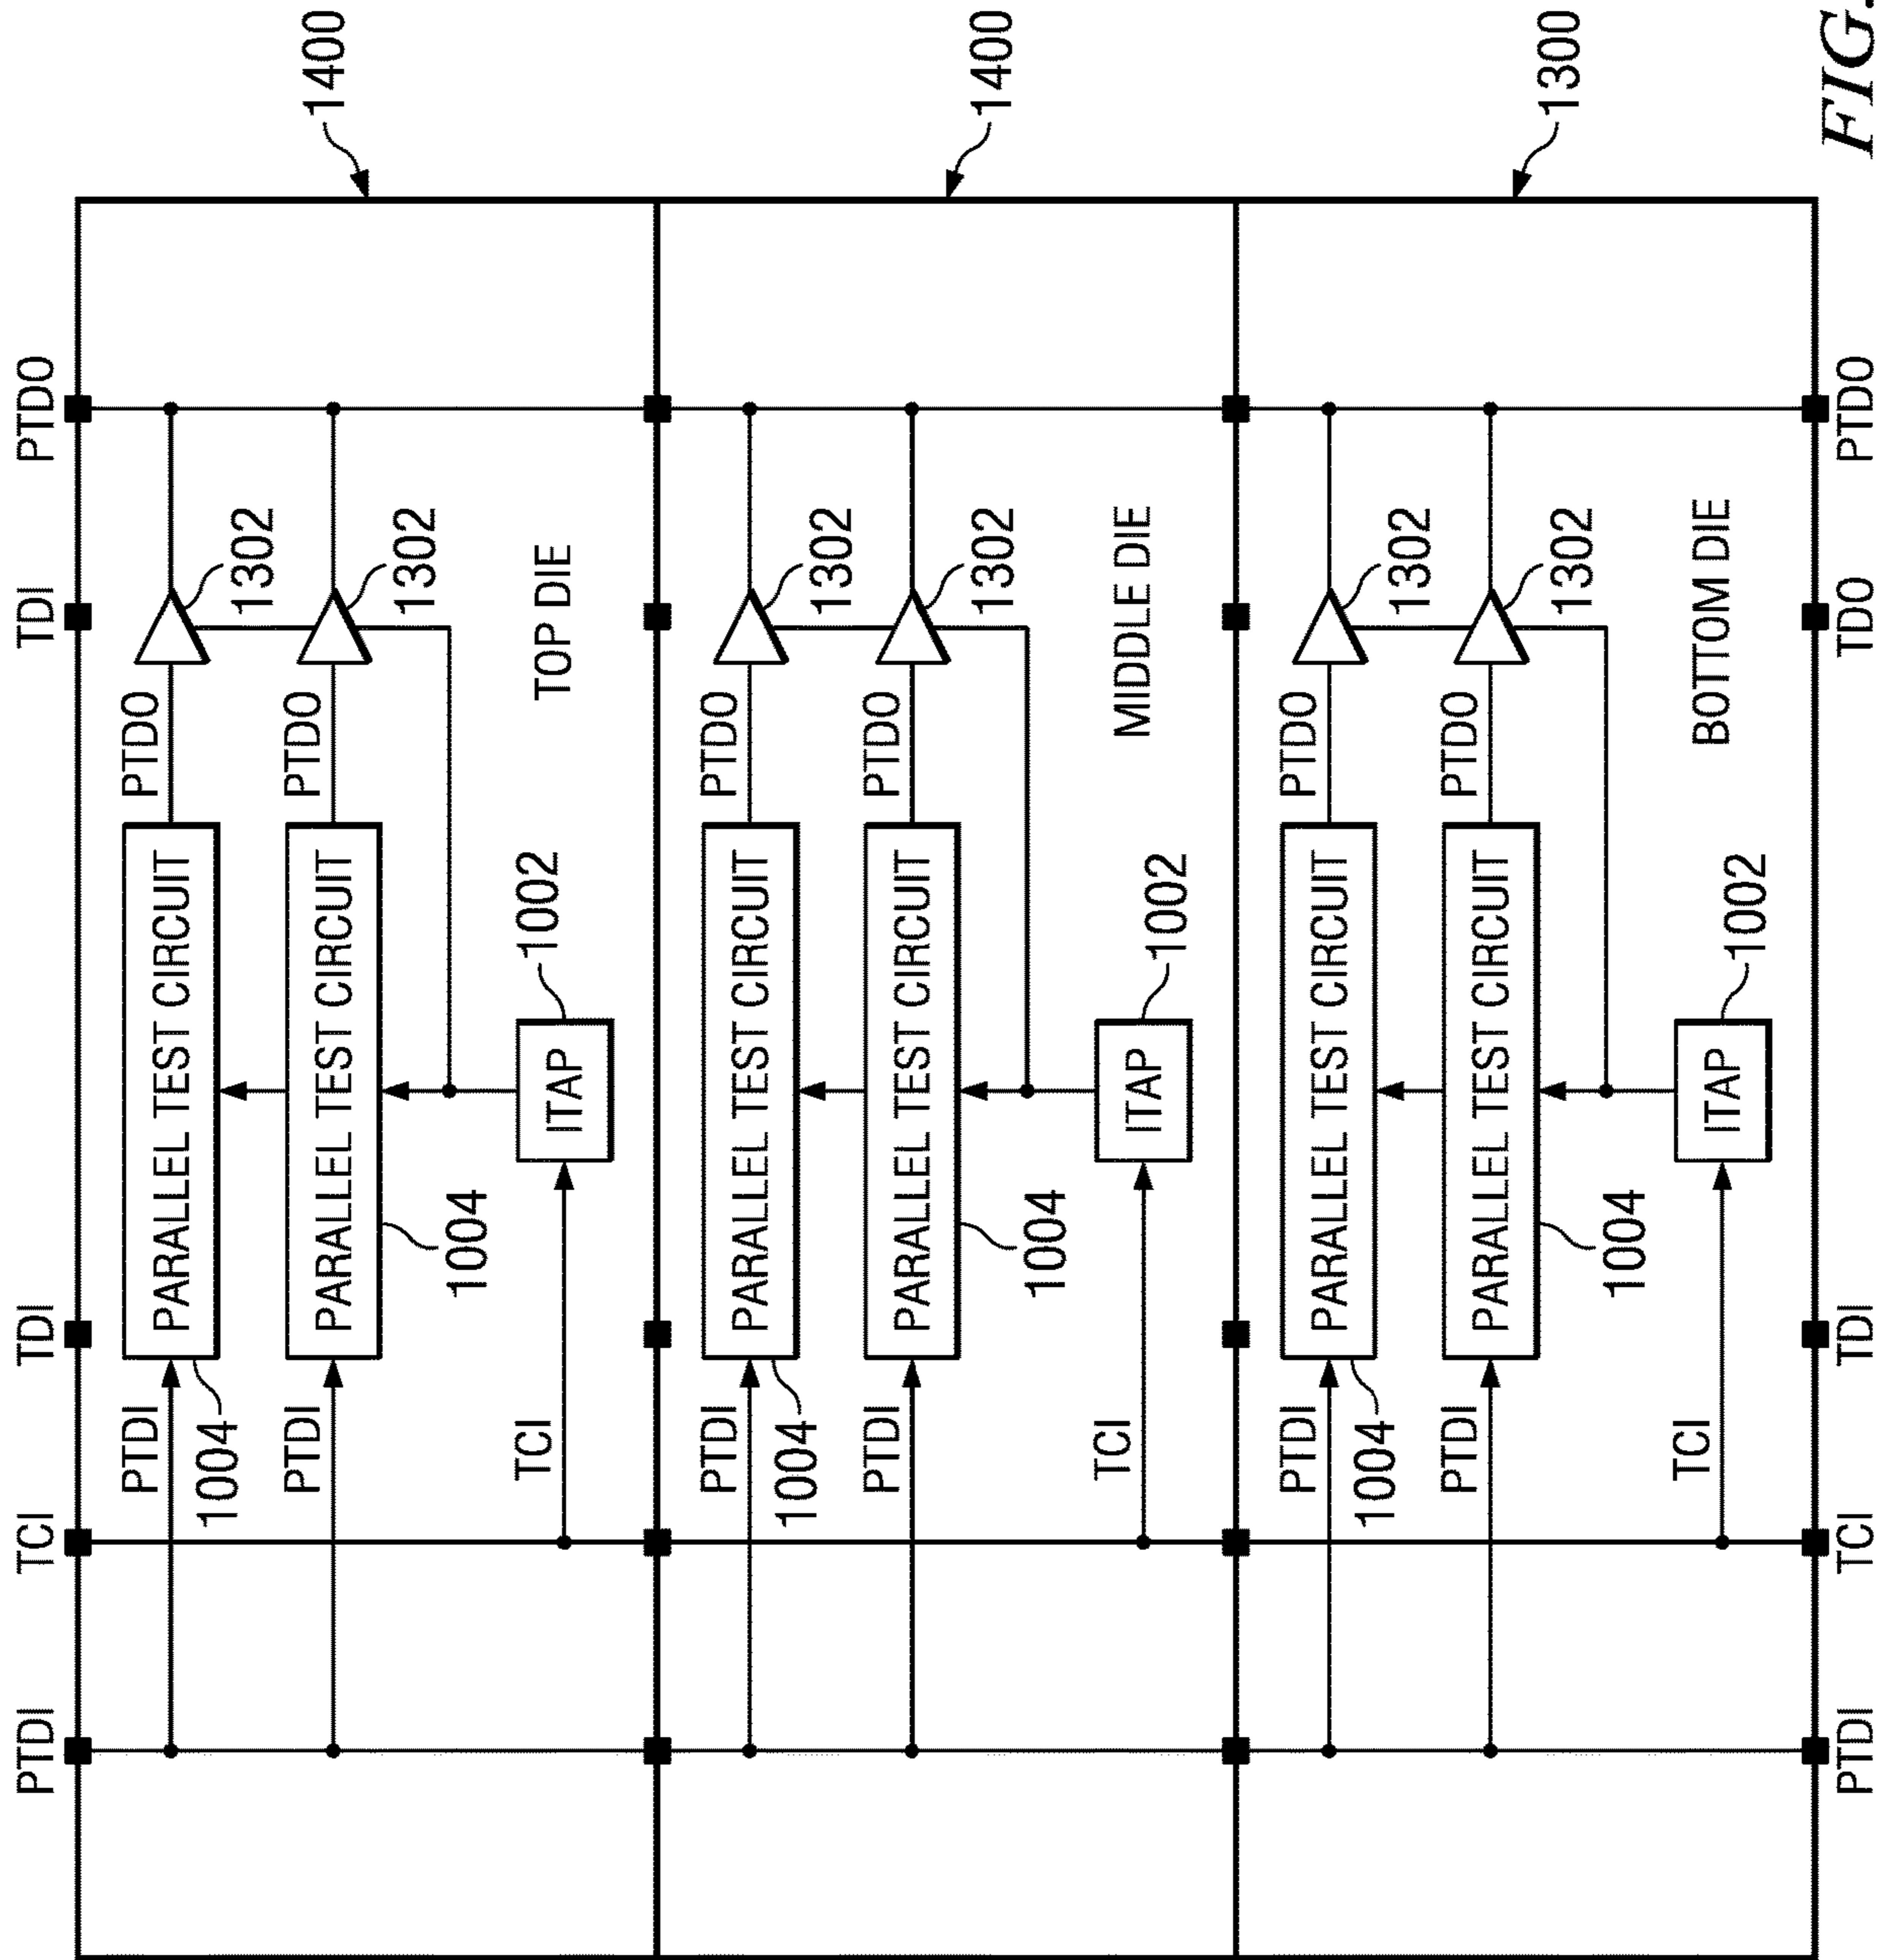 PTDI
TCI
TDI
TDI
PTDO
PTDI
PARALLEL TEST CIRCUIT
PTDO
1004
1302
1400
PTDI
PARALLEL TEST CIRCUIT
PTDO
1004
1302
TCI
ITAP
1002
TOP DIE
PTDI
PARALLEL TEST CIRCUIT
PTDO
1004
1302
1400
PTDI
PARALLEL TEST CIRCUIT
PTDO
1004
1302
TCI
ITAP
1002
MIDDLE DIE
PTDI
PARALLEL TEST CIRCUIT
PTDO
1004
1302
1300
PTDI
PARALLEL TEST CIRCUIT
PTDO
1004
1302
TCI
ITAP
1002
BOTTOM DIE
PTDI
TCI
TDI
TDO
PTDO
FIG.